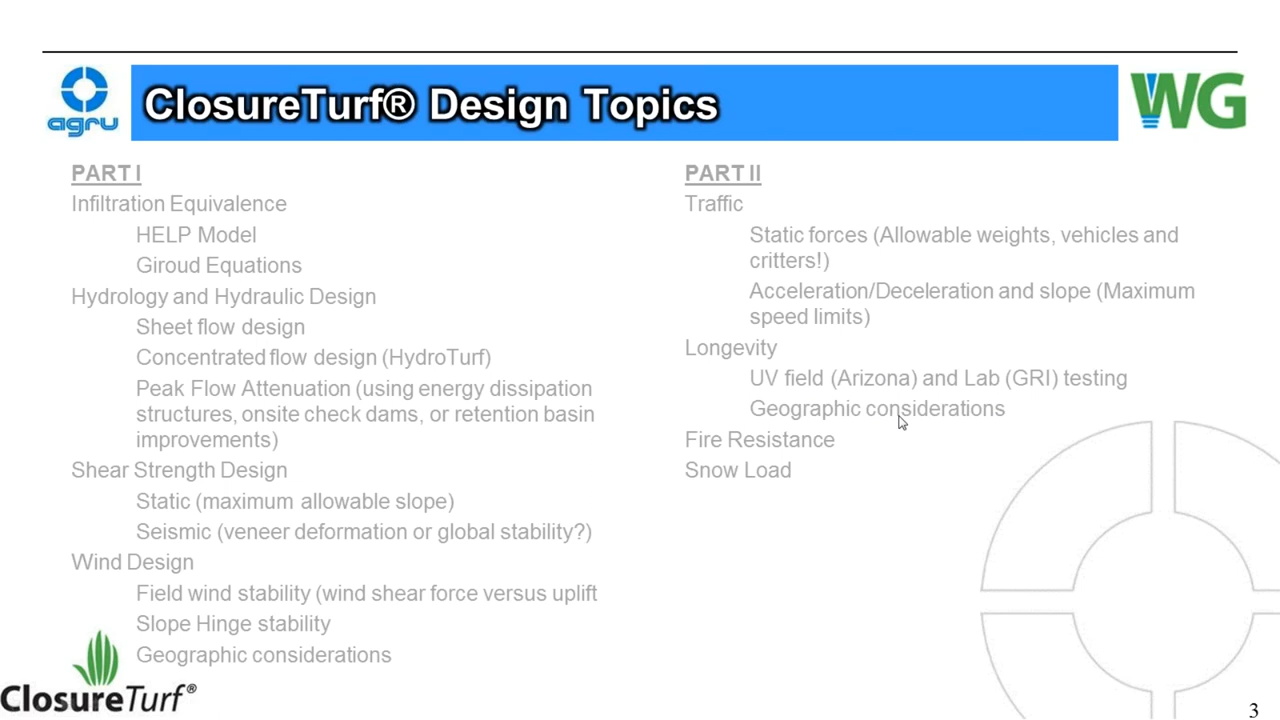 agru
ClosureTurf® Design Topics
WG
PART I
Infiltration Equivalence
HELP Model
Giroud Equations
Hydrology and Hydraulic Design
Sheet flow design
Concentrated flow design (HydroTurf)
Peak Flow Attenuation (using energy dissipation
structures, onsite check dams, or retention basin
improvements)
Shear Strength Design
Static (maximum allowable slope)
Seismic (veneer deformation or global stability?)
Wind Design
Field wind stability (wind shear force versus uplift
Slope Hinge stability
Geographic considerations
PART II
Traffic
Static forces (Allowable weights, vehicles and
critters!)
Acceleration/Deceleration and slope (Maximum
speed limits)
Longevity
UV field (Arizona) and Lab (GRI) testing
Geographic considerations
Fire Resistance
Snow Load
ClosureTurf®
3